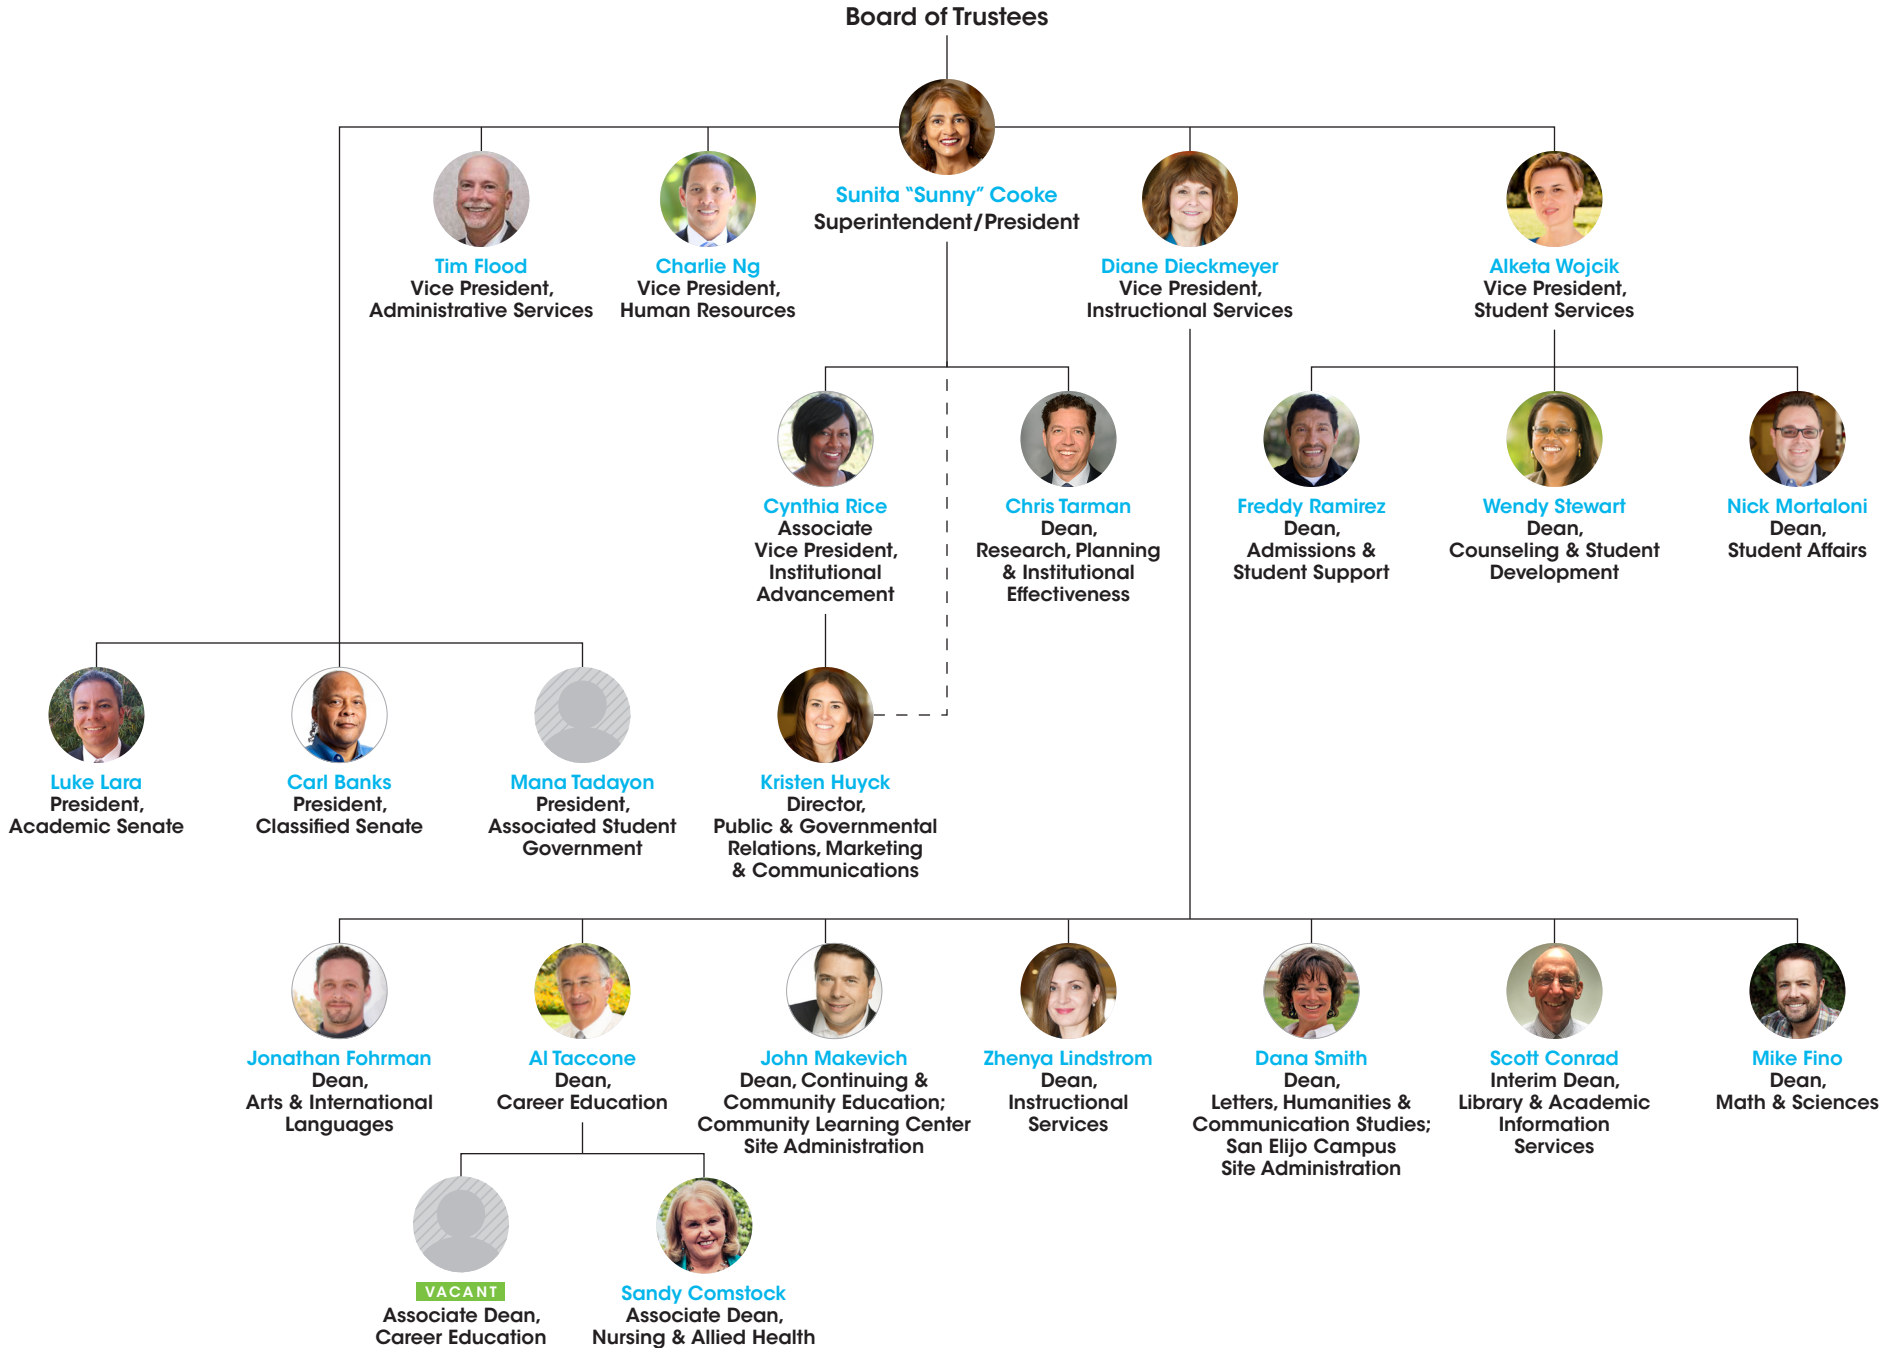 Board of Trustees
Sunita “Sunny” Cooke
Superintendent/President
Tim Flood
Vice President,
Administrative Services
Charlie Ng
Vice President,
Human Resources
Diane Dieckmeyer
Vice President,
Instructional Services
Alketa Wojcik
Vice President,
Student Services
Cynthia Rice
Associate
Vice President,
Institutional
Advancement
Chris Tarman
Dean,
Research, Planning
& Institutional
Effectiveness
Freddy Ramirez
Dean,
Admissions &
Student Support
Wendy Stewart
Dean,
Counseling & Student
Development
Nick Mortaloni
Dean,
Student Affairs
Luke Lara
President,
Academic Senate
Carl Banks
President,
Classified Senate
Mana Tadayon
President,
Associated Student
Government
Kristen Huyck
Director,
Public & Governmental
Relations, Marketing
& Communications
Jonathan Fohrman
Dean,
Arts & International
Languages
Al Taccone
Dean,
Career Education
John Makevich
Dean, Continuing &
Community Education;
Community Learning Center
Site Administration
Zhenya Lindstrom
Dean,
Instructional
Services
Dana Smith
Dean,
Letters, Humanities &
Communication Studies;
San Elijo Campus
Site Administration
Scott Conrad
Interim Dean,
Library & Academic
Information
Services
Mike Fino
Dean,
Math & Sciences
VACANT
Associate Dean,
Career Education
Sandy Comstock
Associate Dean,
Nursing & Allied Health